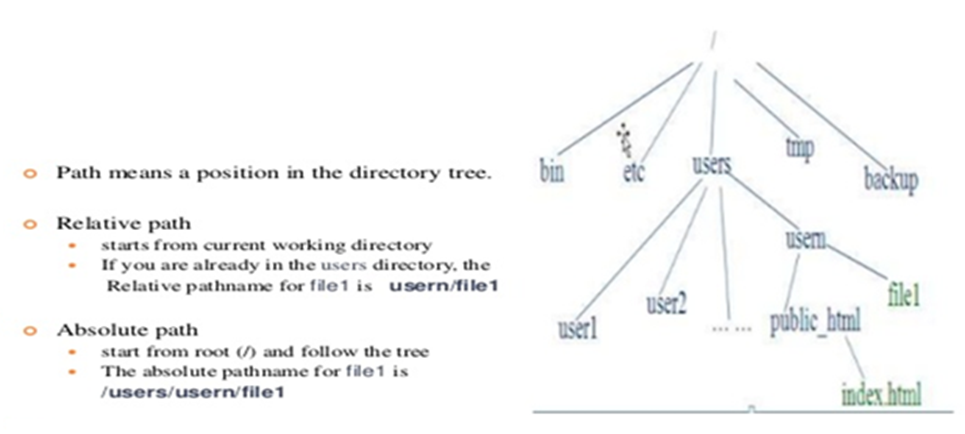 Path means a position in the directory tree.
Relative path
starts from current working directory
If you are already in the users directory, the
Relative pathname for file1 is usern/file1
Absolute path
start from root (/) and follow the tree
The absolute pathname for file1 is
/users/usern/file1
/
bin
etc
users
tmp
backup
usern
file1
user1
user2
... ...
public_html
index.html